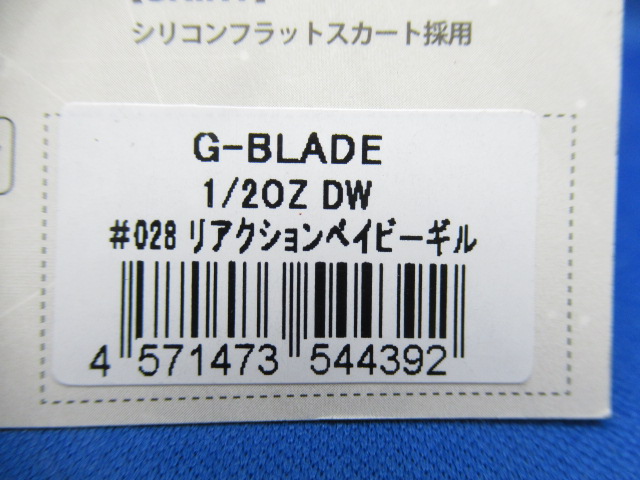 シリコンフラットスカート採用
G-BLADE
1/2OZ DW
#028 リアクションベイビーギル
4 571473 544392